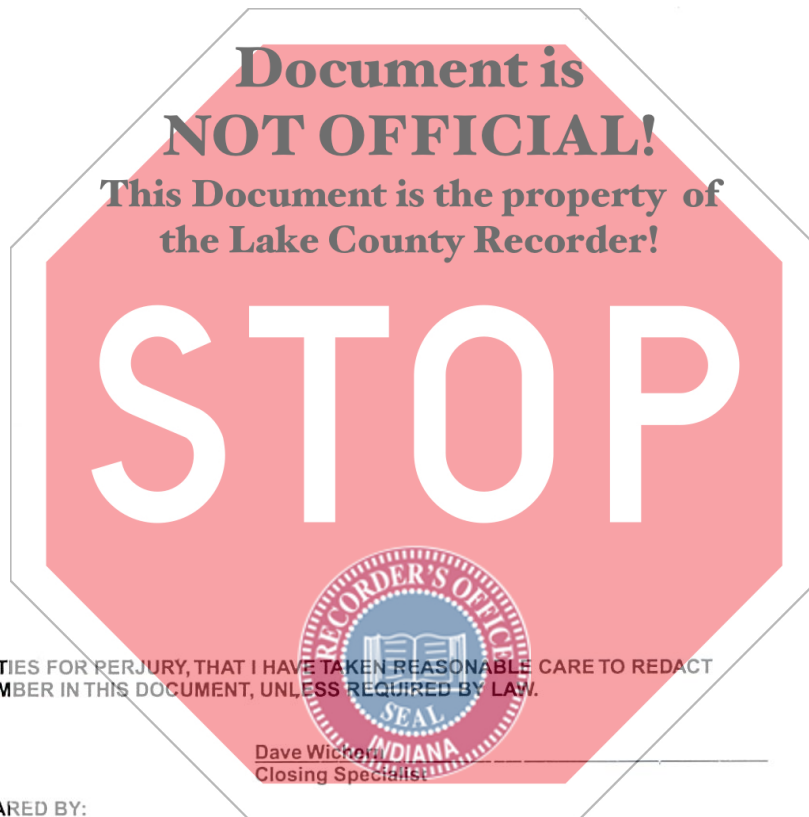 Document is
NOT OFFICIAL!
This Document is the property of
the Lake County Recorder!
STOP
RECORDER'S OFFICE
SEAL
INDIANA
TIES FOR PERJURY, THAT I HAVE TAKEN REASONABLE CARE TO REDACT
MBER IN THIS DOCUMENT, UNLESS REQUIRED BY LAW.
Dave Wichorn
Closing Specialist
ARED BY: